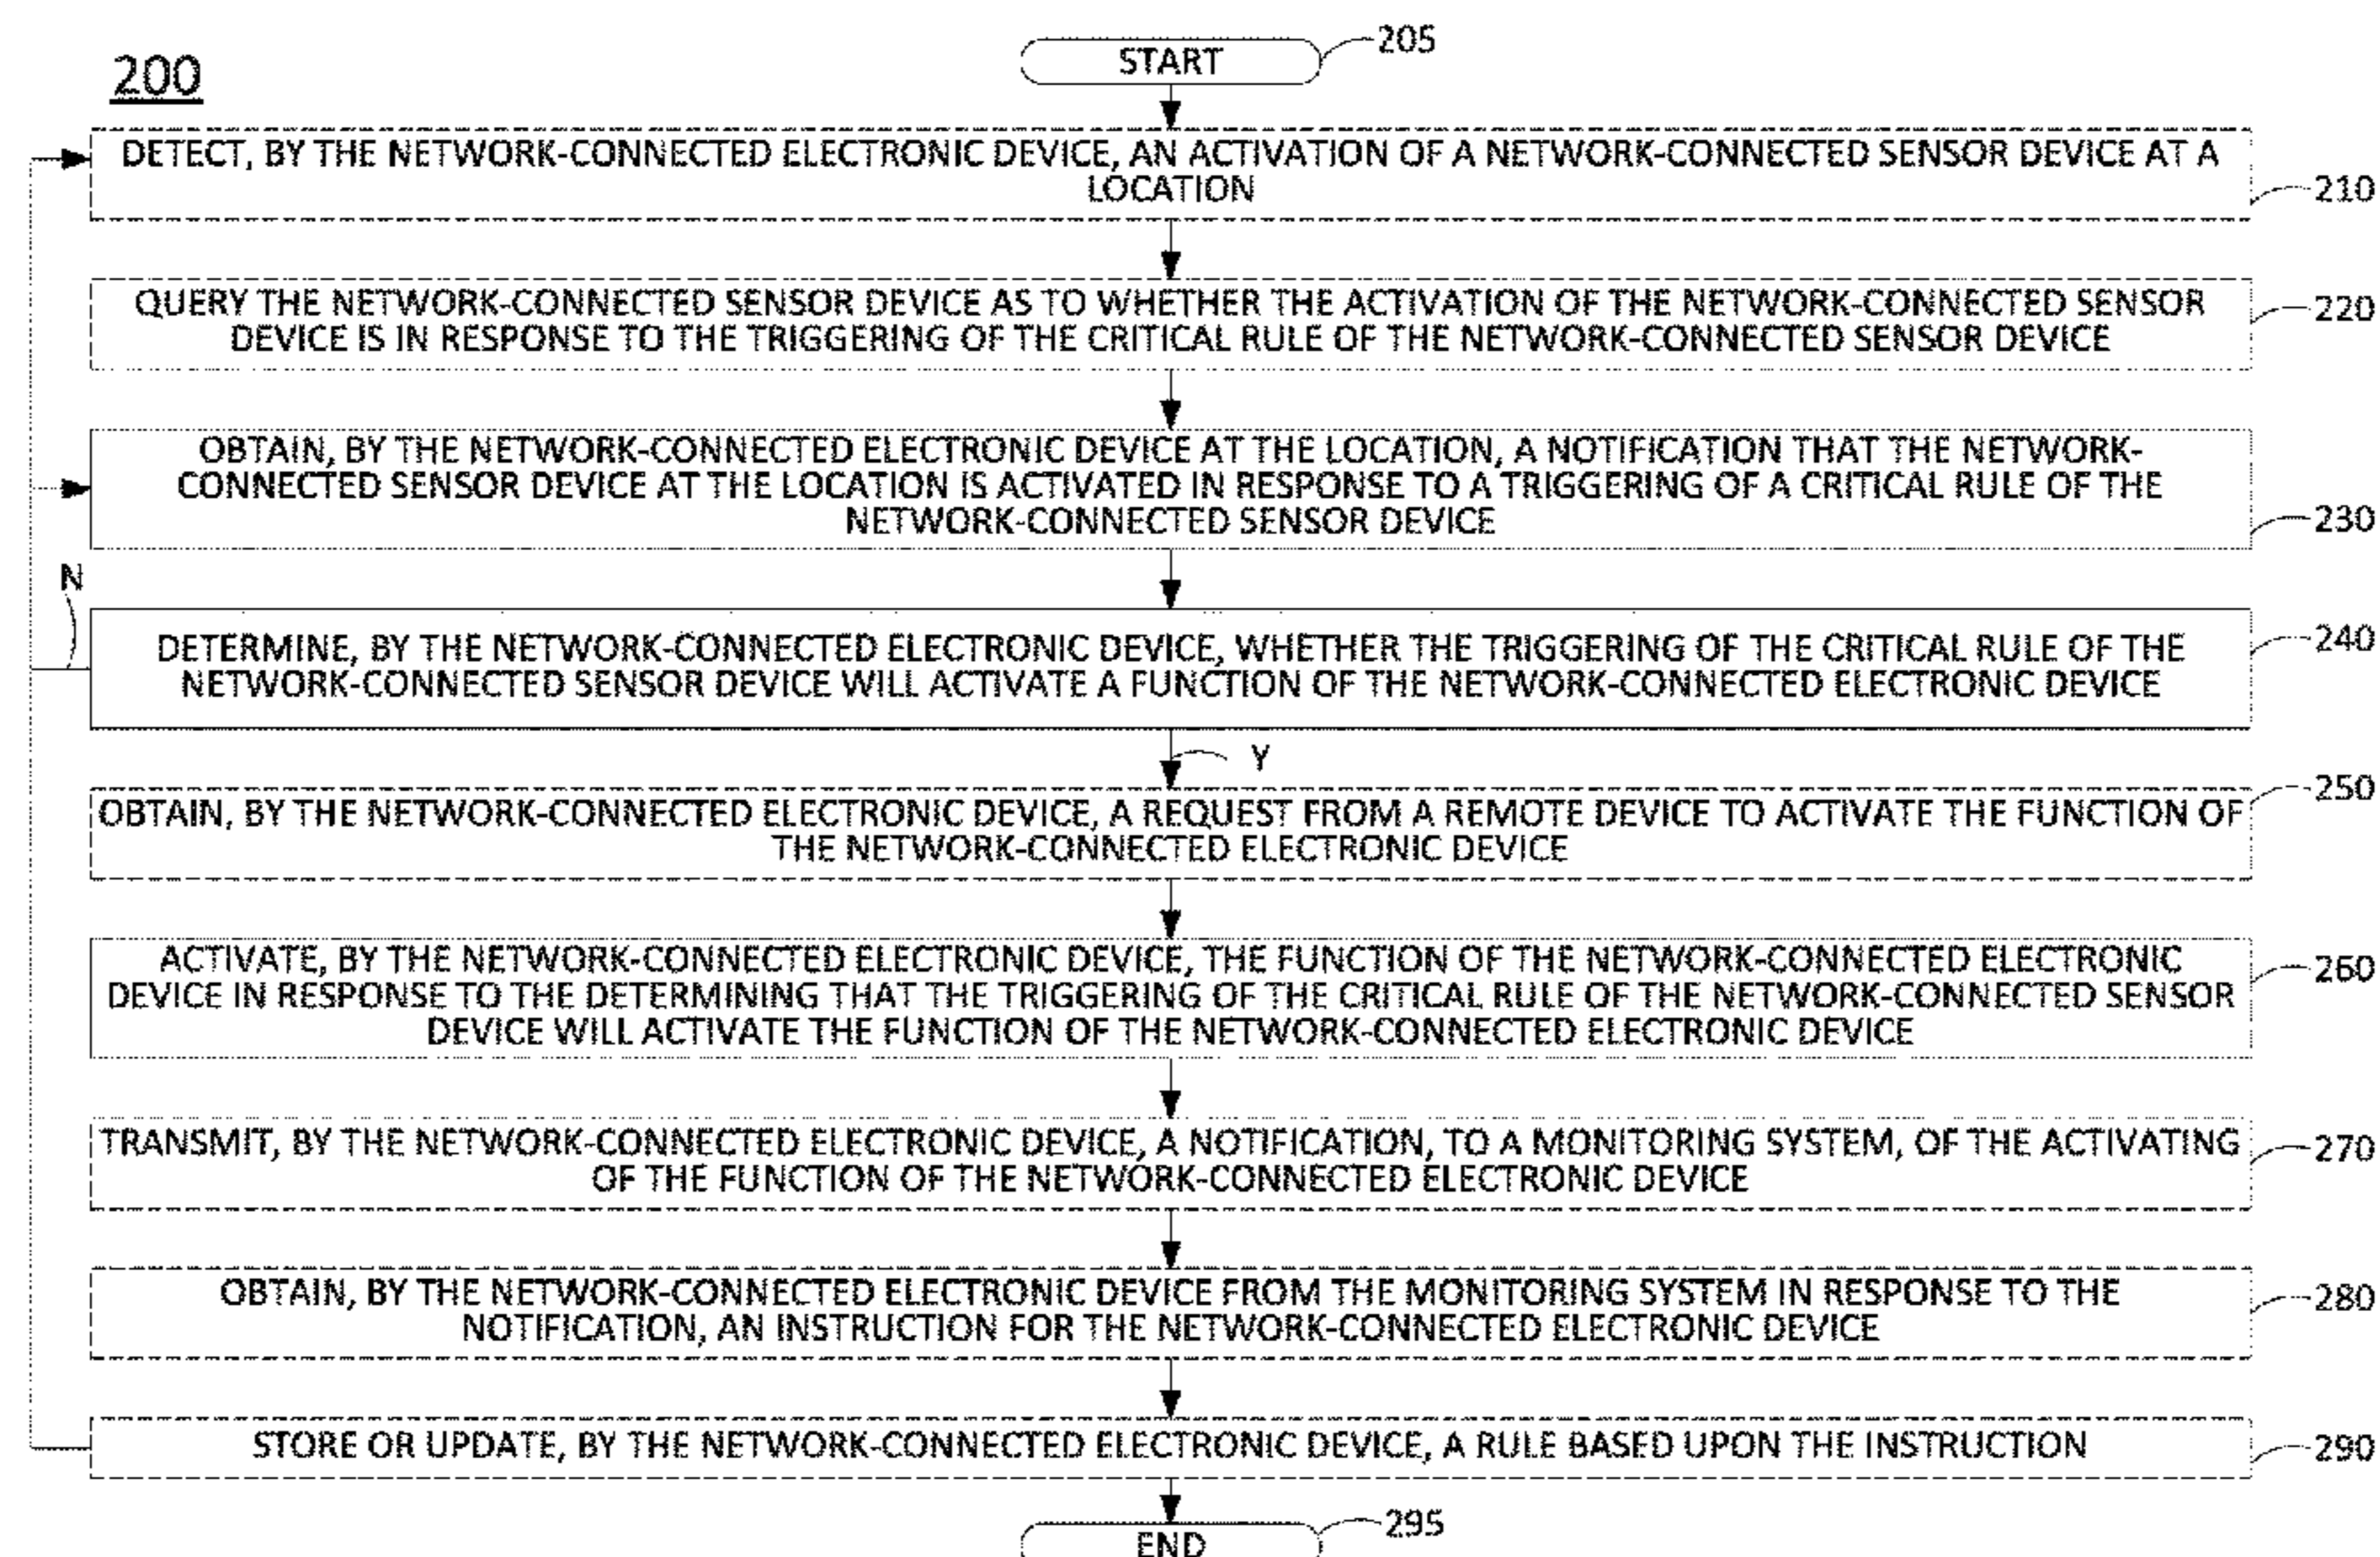 200
START
205
DETECT, BY THE NETWORK-CONNECTED ELECTRONIC DEVICE, AN ACTIVATION OF A NETWORK-CONNECTED SENSOR DEVICE AT A
LOCATION
210
QUERY THE NETWORK-CONNECTED SENSOR DEVICE AS TO WHETHER THE ACTIVATION OF THE NETWORK-CONNECTED SENSOR
DEVICE IS IN RESPONSE TO THE TRIGGERING OF THE CRITICAL RULE OF THE NETWORK-CONNECTED SENSOR DEVICE
220
OBTAIN, BY THE NETWORK-CONNECTED ELECTRONIC DEVICE AT THE LOCATION, A NOTIFICATION THAT THE NETWORK-
CONNECTED SENSOR DEVICE AT THE LOCATION IS ACTIVATED IN RESPONSE TO A TRIGGERING OF A CRITICAL RULE OF THE
NETWORK-CONNECTED SENSOR DEVICE
230
N
DETERMINE, BY THE NETWORK-CONNECTED ELECTRONIC DEVICE, WHETHER THE TRIGGERING OF THE CRITICAL RULE OF THE
NETWORK-CONNECTED SENSOR DEVICE WILL ACTIVATE A FUNCTION OF THE NETWORK-CONNECTED ELECTRONIC DEVICE
240
Y
OBTAIN, BY THE NETWORK-CONNECTED ELECTRONIC DEVICE, A REQUEST FROM A REMOTE DEVICE TO ACTIVATE THE FUNCTION OF
THE NETWORK-CONNECTED ELECTRONIC DEVICE
250
ACTIVATE, BY THE NETWORK-CONNECTED ELECTRONIC DEVICE, THE FUNCTION OF THE NETWORK-CONNECTED ELECTRONIC
DEVICE IN RESPONSE TO THE DETERMINING THAT THE TRIGGERING OF THE CRITICAL RULE OF THE NETWORK-CONNECTED SENSOR
DEVICE WILL ACTIVATE THE FUNCTION OF THE NETWORK-CONNECTED ELECTRONIC DEVICE
260
TRANSMIT, BY THE NETWORK-CONNECTED ELECTRONIC DEVICE, A NOTIFICATION, TO A MONITORING SYSTEM, OF THE ACTIVATING
OF THE FUNCTION OF THE NETWORK-CONNECTED ELECTRONIC DEVICE
270
OBTAIN, BY THE NETWORK-CONNECTED ELECTRONIC DEVICE FROM THE MONITORING SYSTEM IN RESPONSE TO THE
NOTIFICATION, AN INSTRUCTION FOR THE NETWORK-CONNECTED ELECTRONIC DEVICE
280
STORE OR UPDATE, BY THE NETWORK-CONNECTED ELECTRONIC DEVICE, A RULE BASED UPON THE INSTRUCTION
290
END
295